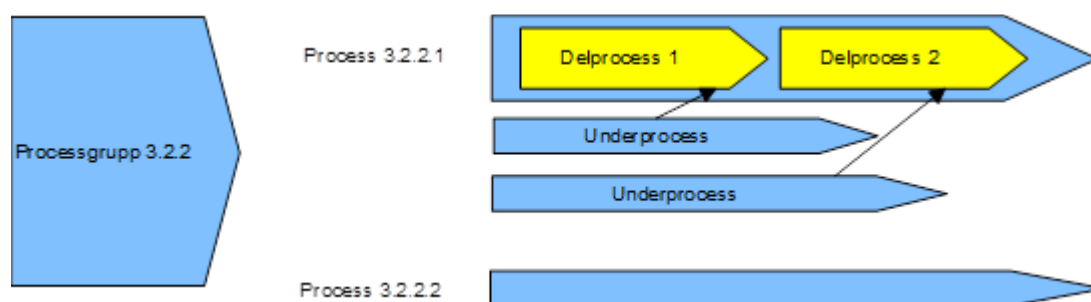 Processgrupp 3.2.2
Process 3.2.2.1
Delprocess 1
Delprocess 2
Underprocess
Underprocess
Process 3.2.2.2